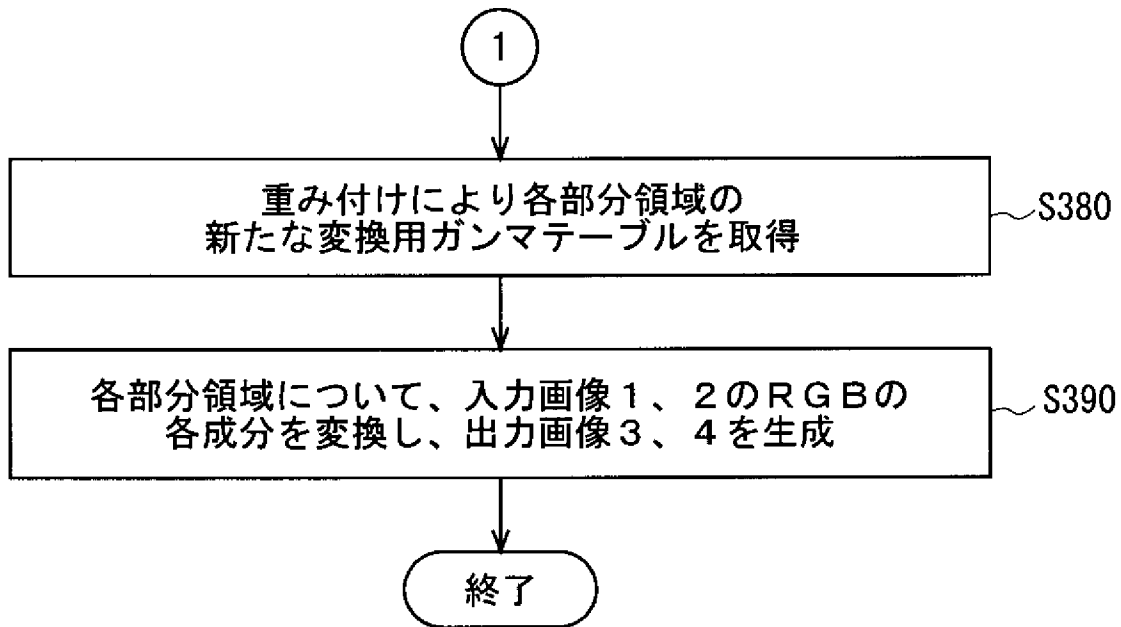 1
重み付けにより各部分領域の
新たな変換用ガンマテーブルを取得
S380
各部分領域について、入力画像１、２のＲＧＢの
各成分を変換し、出力画像３、４を生成
S390
終了